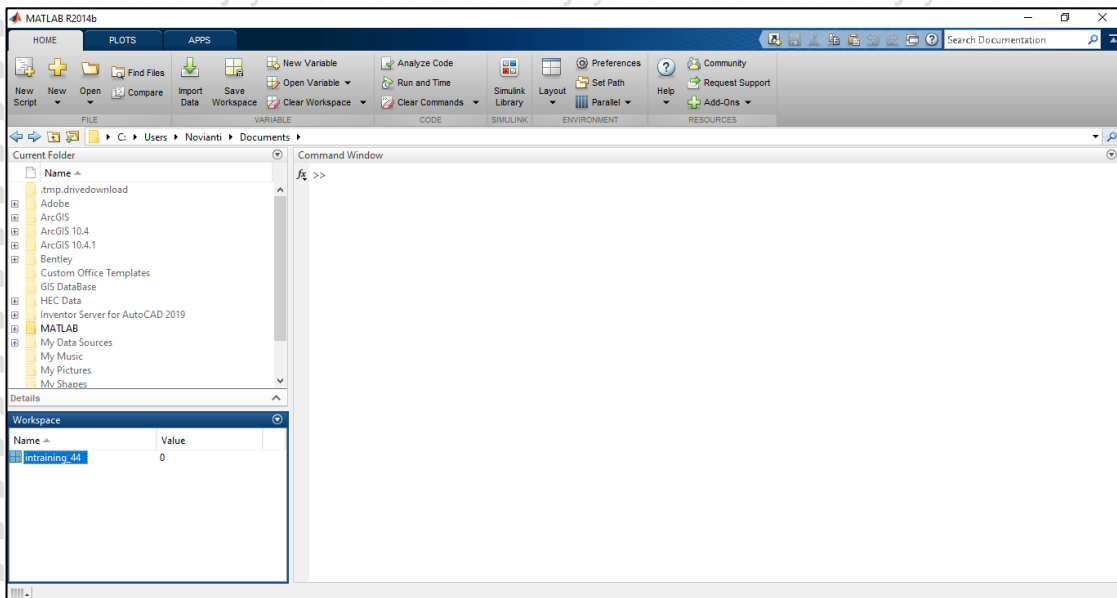 MATLAB R2014b
HOME PLOTS APPS
Search Documentation
New Script
New
Open
Find Files
Compare
Import Data
Save Workspace
New Variable
Open Variable
Clear Workspace
Analyze Code
Run and Time
Clear Commands
Simulink Library
Layout
Preferences
Set Path
Parallel
Help
Community
Request Support
Add-Ons
FILE VARIABLE CODE SIMULINK ENVIRONMENT RESOURCES
C: Users Novianti Documents
Current Folder
Name
.tmp.drivedownload
Adobe
ArcGIS
ArcGIS 10.4
ArcGIS 10.4.1
Bentley
Custom Office Templates
GIS DataBase
HEC Data
Inventor Server for AutoCAD 2019
MATLAB
My Data Sources
My Music
My Pictures
My Shapes
Details
Workspace
Name Value
intraining_44 0
Command Window
fx >>